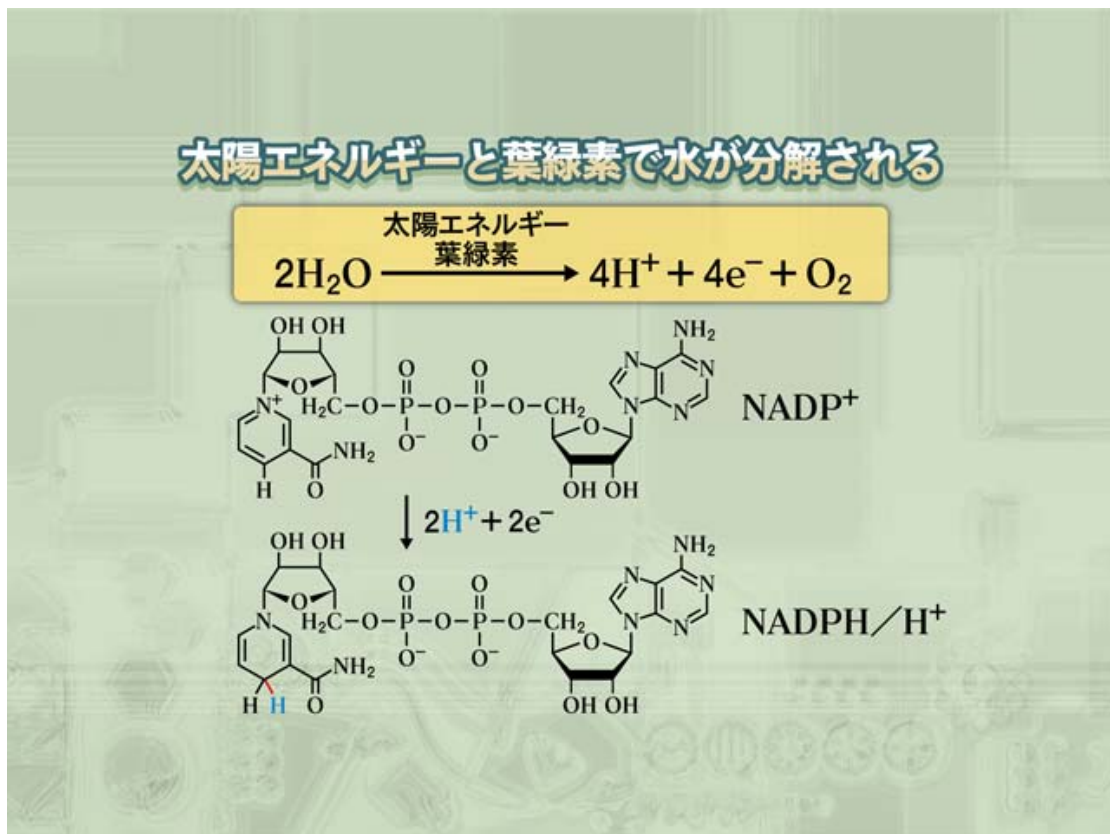 太陽エネルギーと葉緑素で水が分解される
太陽エネルギー
葉緑素
2H₂O → 4H⁺ + 4e⁻ + O₂
OH OH
NH₂
N N
O O
O
N⁺ H₂C O P O P O CH₂ O N N
NADP⁺
O⁻ O⁻
NH₂
H O
OH OH
2H⁺ + 2e⁻
OH OH
NH₂
N N
O O
O
N H₂C O P O P O CH₂ O N N
NADPH/H⁺
O⁻ O⁻
NH₂
H H O
OH OH